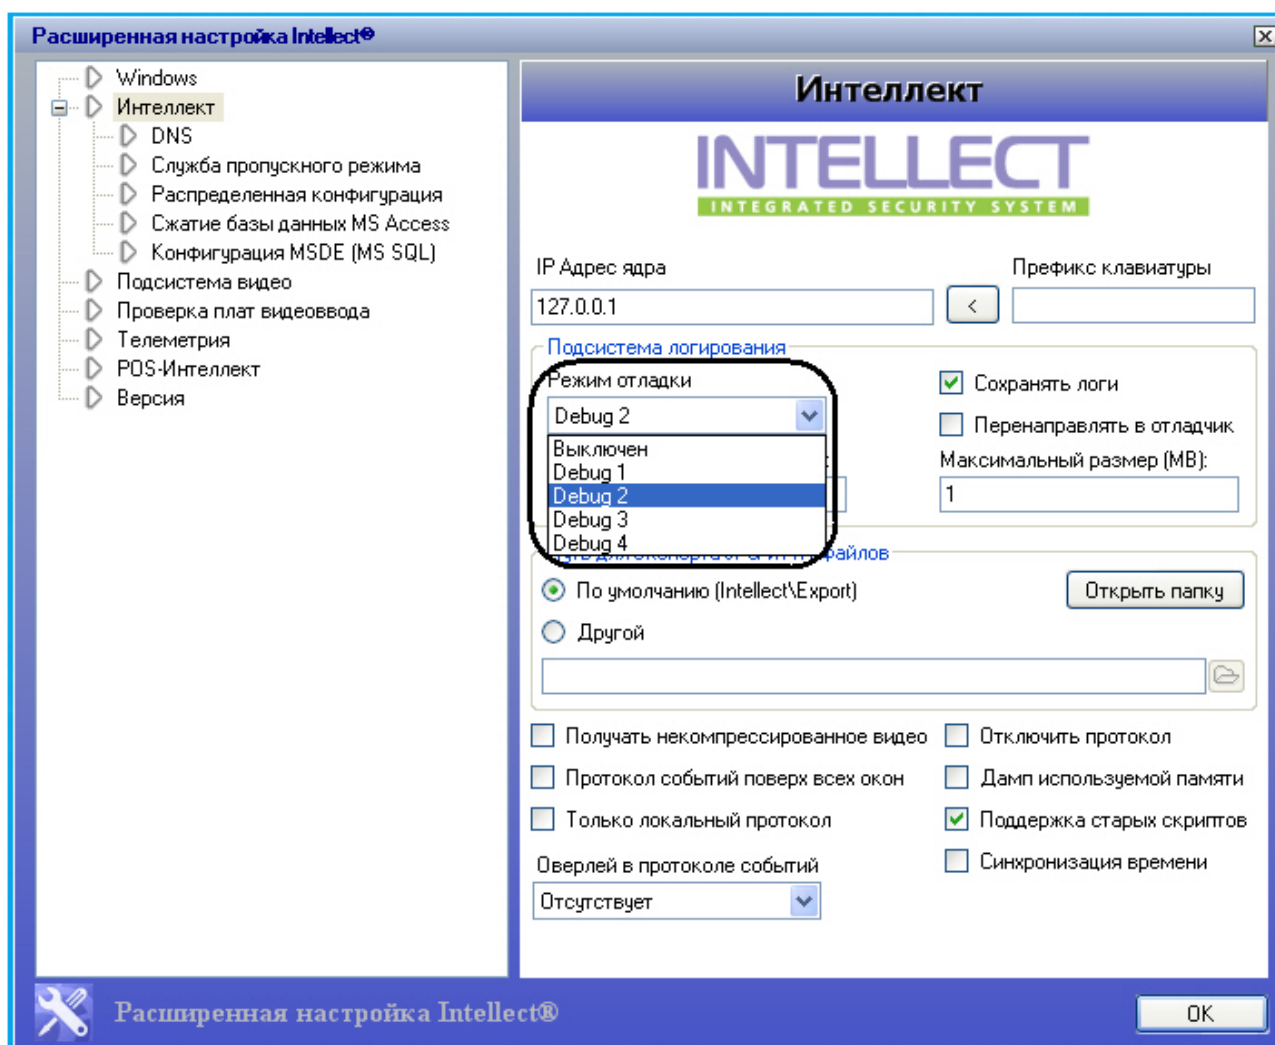 Расширенная настройка Intellect®
Windows
Интеллект
DNS
Служба пропускного режима
Распределенная конфигурация
Сжатие базы данных MS Access
Конфигурация MSDE (MS SQL)
Подсистема видео
Проверка плат видеоввода
Телеметрия
POS-Интеллект
Версия
Интеллект
INTELLECT
INTEGRATED SECURITY SYSTEM
IP Адрес ядра
Префикс клавиатуры
127.0.0.1
<
Подсистема логирования
Режим отладки
Сохранять логи
Debug 2
Перенаправлять в отладчик
Выключен
Debug 1
Debug 2
Debug 3
Debug 4
Максимальный размер (MB):
1
файлов
По умолчанию (Intellect\Export)
Открыть папку
Другой
Получать некомпрессированное видео
Отключить протокол
Протокол событий поверх всех окон
Дамп используемой памяти
Только локальный протокол
Поддержка старых скриптов
Оверлей в протоколе событий
Синхронизация времени
Отсутствует
Расширенная настройка Intellect®
OK